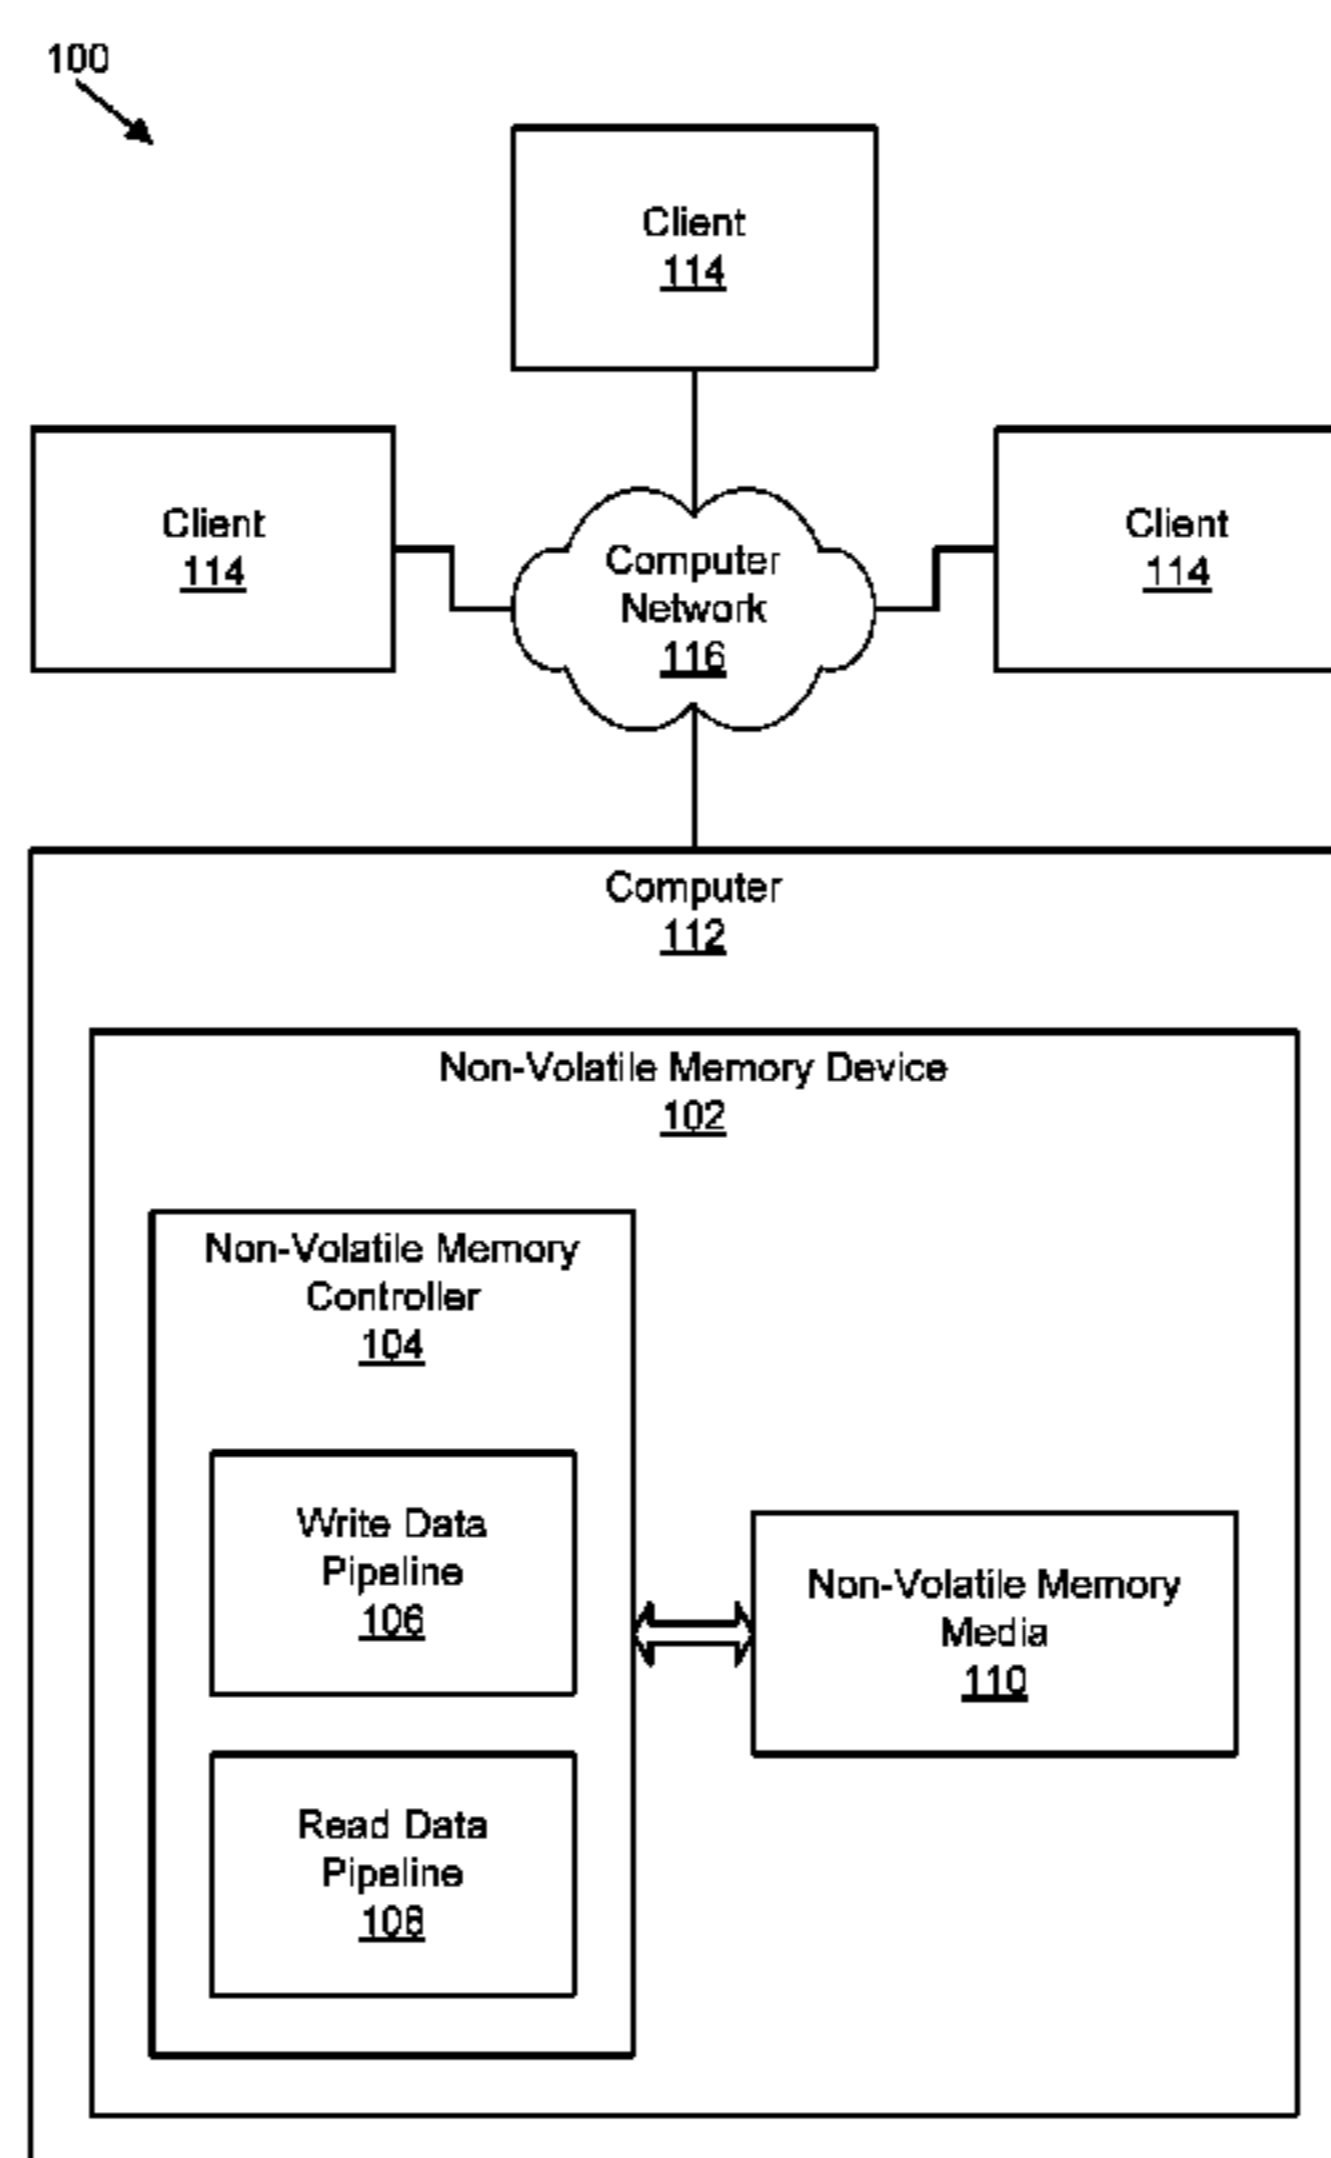 100
Client
114
Client
114
Client
114
Computer
Network
116
Computer
112
Non-Volatile Memory Device
102
Non-Volatile Memory
Controller
104
Write Data
Pipeline
106
Non-Volatile Memory
Media
110
Read Data
Pipeline
108